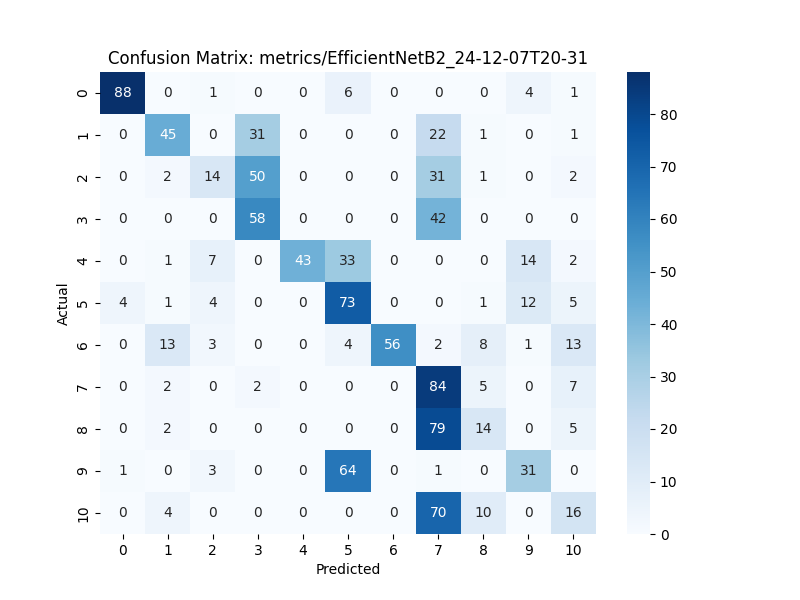 Confusion Matrix: metrics/EfficientNetB2_24-12-07T20-31
0 88 0 1 0 0 6 0 0 0 4 1
1 0 45 0 31 0 0 0 22 1 0 1
2 0 2 14 50 0 0 0 31 1 0 2
3 0 0 0 58 0 0 0 42 0 0 0
4 0 1 7 0 43 33 0 0 0 14 2
5 4 1 4 0 0 73 0 0 1 12 5
6 0 13 3 0 0 4 56 2 8 1 13
7 0 2 0 2 0 0 0 84 5 0 7
8 0 2 0 0 0 0 0 79 14 0 5
9 1 0 3 0 0 64 0 1 0 31 0
10 0 4 0 0 0 0 0 70 10 0 16
0 1 2 3 4 5 6 7 8 9 10
Predicted
Actual
80
70
60
50
40
30
20
10
0